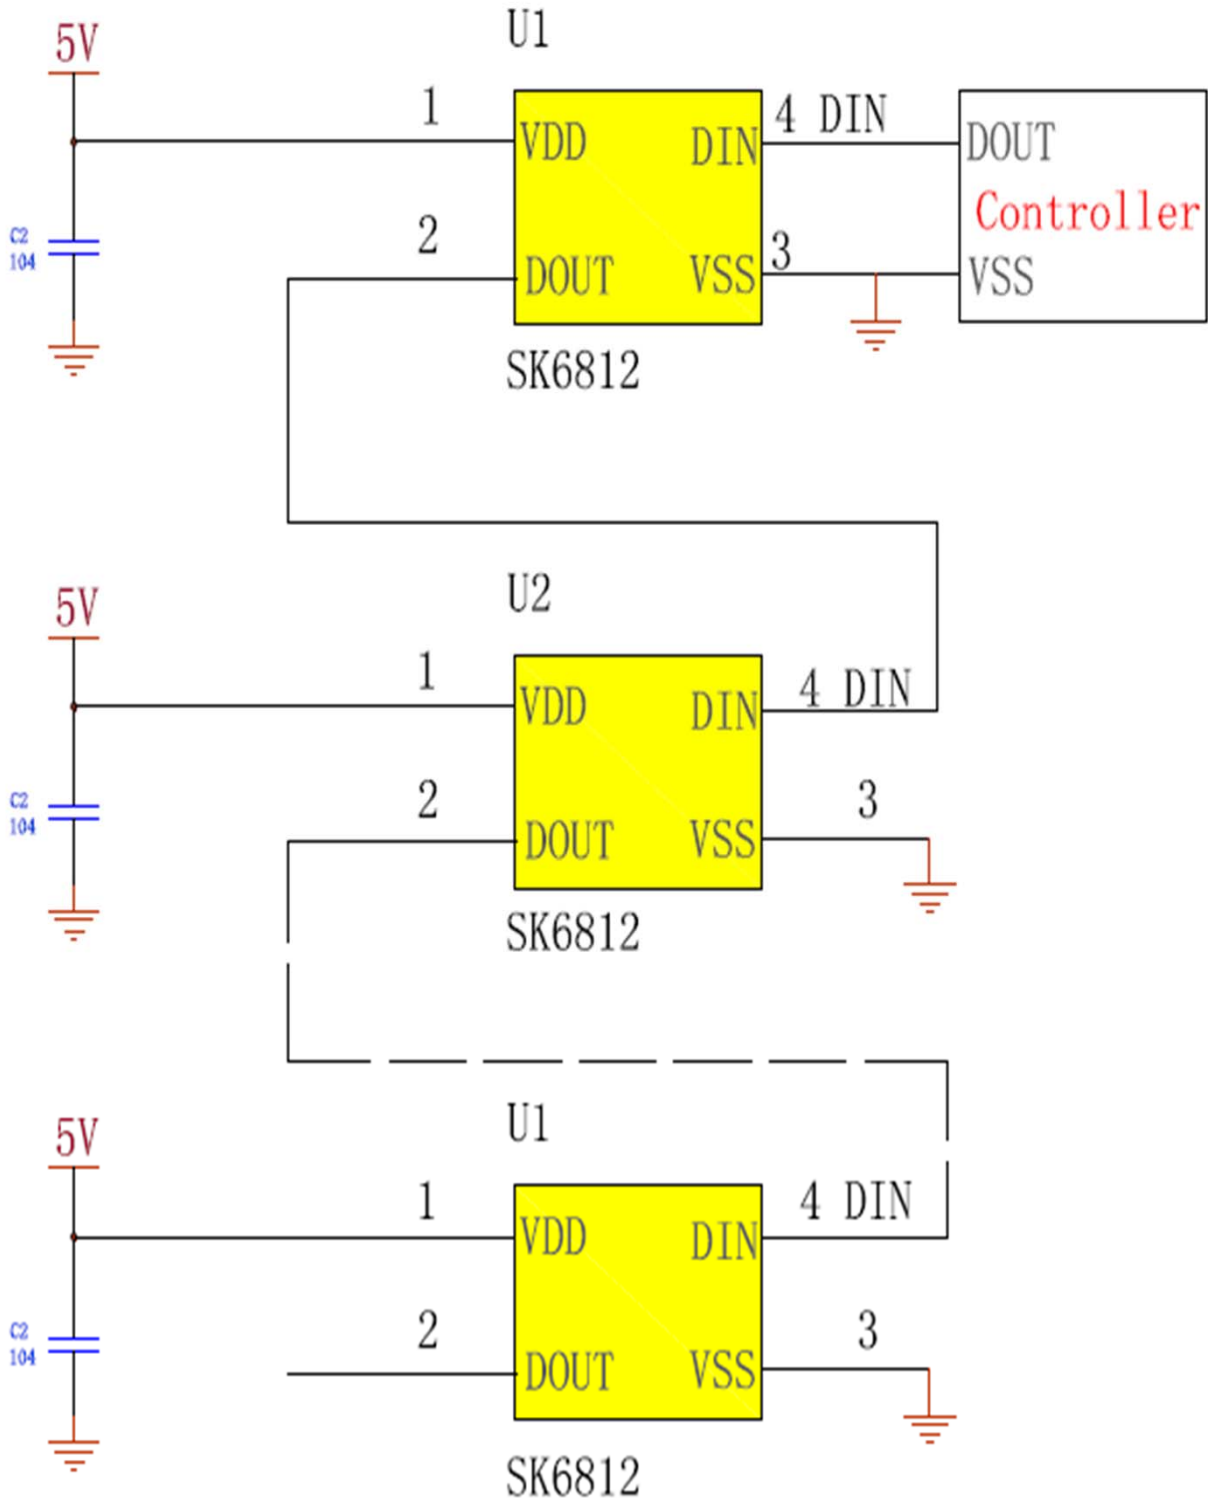 U1
5V
1
4 DIN
VDD
DIN
DOUT
Controller
C2
104
2
3
DOUT
VSS
VSS
SK6812
U2
5V
1
4 DIN
VDD
DIN
C2
104
2
3
DOUT
VSS
SK6812
U1
5V
1
4 DIN
VDD
DIN
C2
104
2
3
DOUT
VSS
SK6812